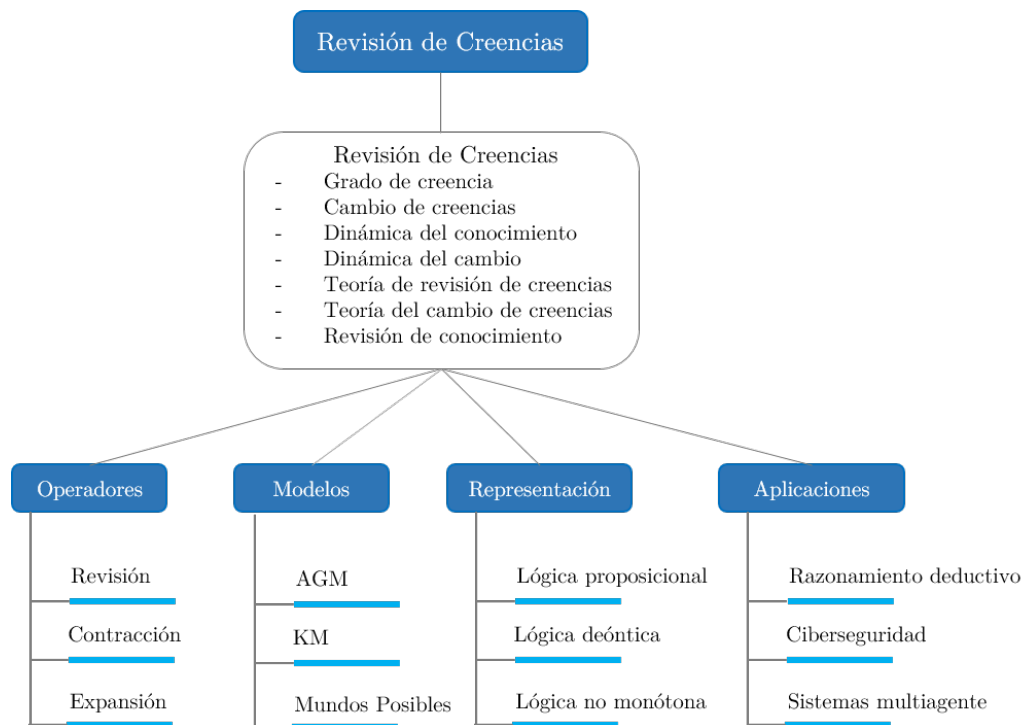 Revisión de Creencias
Revisión de Creencias
- Grado de creencia
- Cambio de creencias
- Dinámica del conocimiento
- Dinámica del cambio
- Teoría de revisión de creencias
- Teoría del cambio de creencias
- Revisión de conocimiento
Operadores
Revisión
Contracción
Expansión
Modelos
AGM
KM
Mundos Posibles
Representación
Lógica proposicional
Lógica deóntica
Lógica no monótona
Aplicaciones
Razonamiento deductivo
Ciberseguridad
Sistemas multiagente